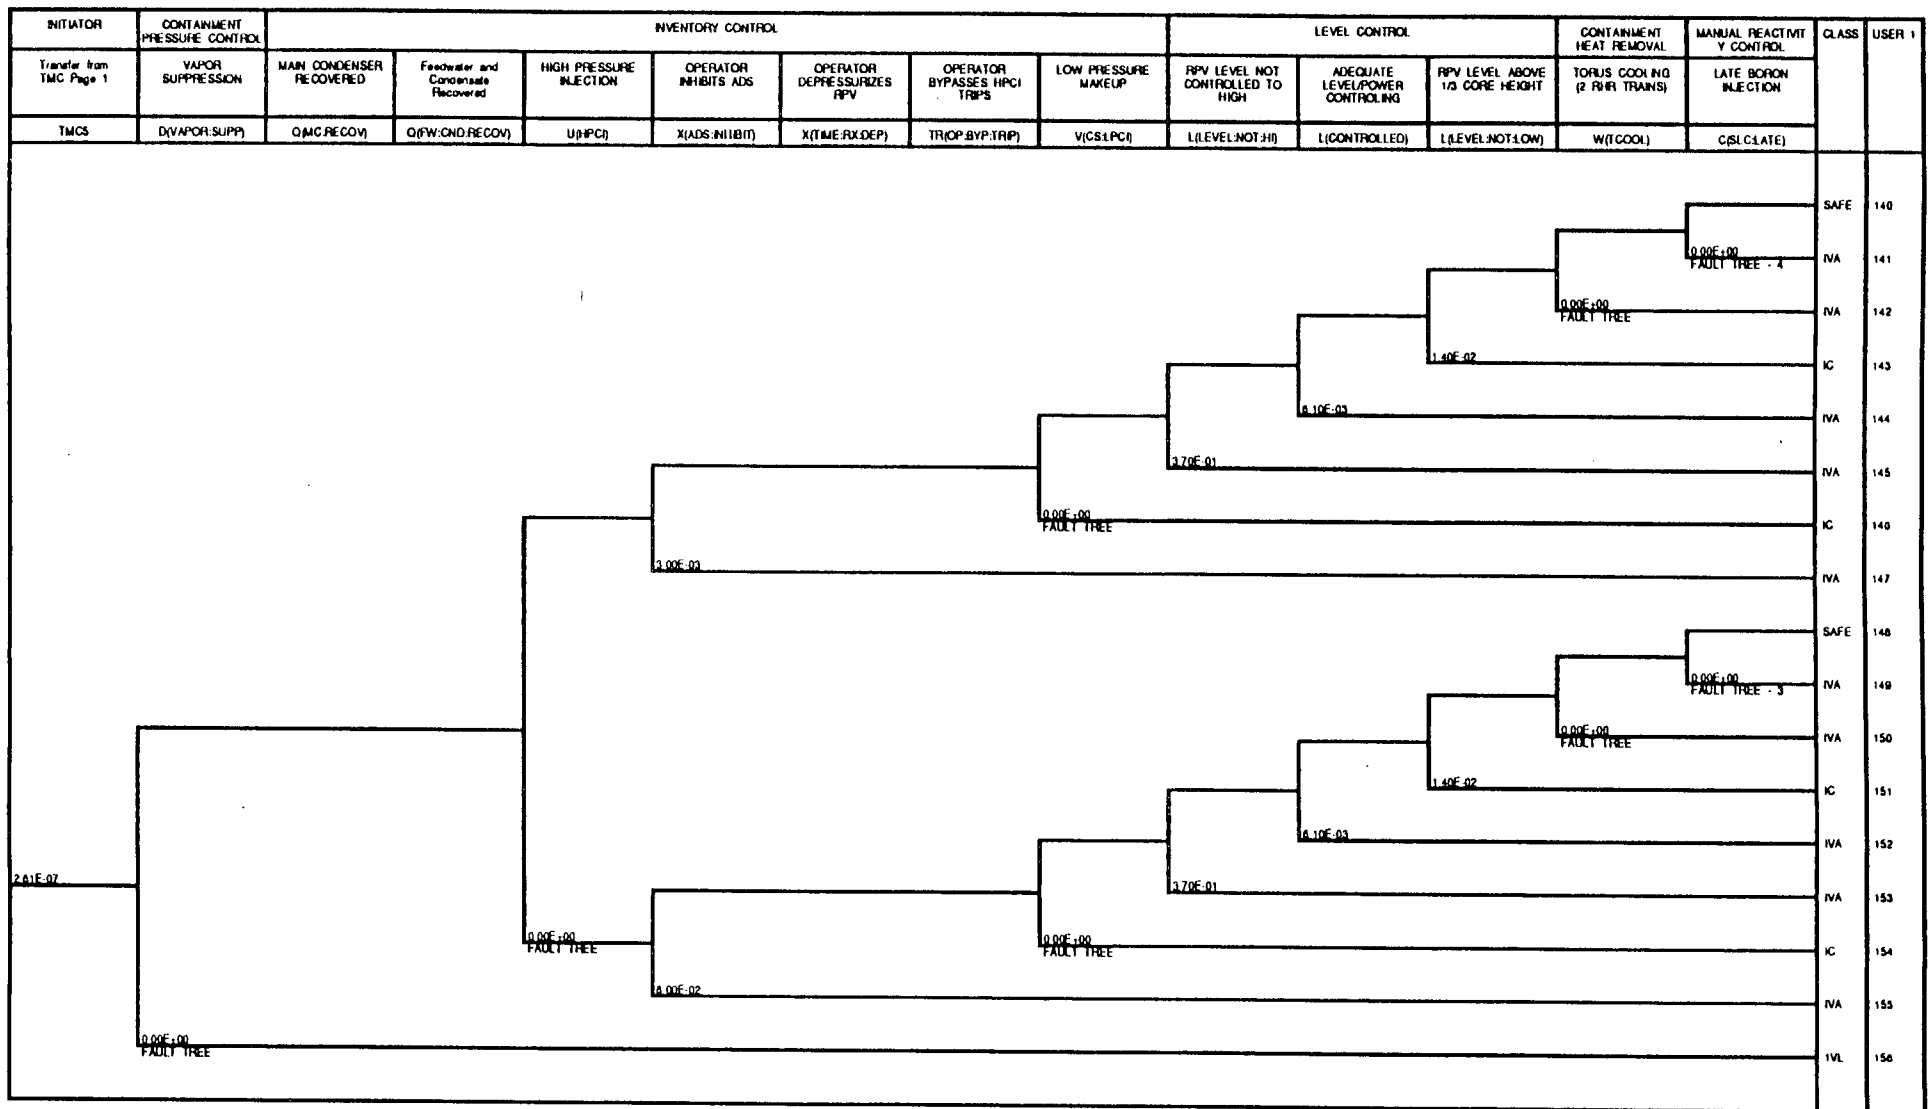 INITIATOR
CONTAINMENT
PRESSURE CONTROL
INVENTORY CONTROL
LEVEL CONTROL
CONTAINMENT
HEAT REMOVAL
MANUAL REACTIVIT
Y CONTROL
CLASS
USER 1
Transfer from
TMC Page 1
VAPOR
SUPPRESSION
MAIN CONDENSER
RECOVERED
Feedwater and
Condensate
Recovered
HIGH PRESSURE
INJECTION
OPERATOR
INHIBITS ADS
OPERATOR
DEPRESSURIZES
RPV
OPERATOR
BYPASSES HPCI
TRIPS
LOW PRESSURE
MAKEUP
RPV LEVEL NOT
CONTROLLED TO
HIGH
ADEQUATE
LEVEL/POWER
CONTROLING
RPV LEVEL ABOVE
1/3 CORE HEIGHT
TORUS COOLING
(2 RHR TRAINS)
LATE BORON
INJECTION
TMCS
D(VAPOR:SUPP)
Q(MC:RECOV)
Q(FW:CND:RECOV)
U(HPCI)
X(ADS:INHIBIT)
X(TIME:RX:DEP)
TR(OP:BYP:TRIP)
V(CS:LPCI)
L(LEVEL:NOT:HI)
L(CONTROLLED)
L(LEVEL:NOT:LOW)
W(TCOOL)
C(SLC:LATE)
SAFE 140
0.00E+00
FAULT TREE - 4
IVA 141
0.00E+00
FAULT TREE
IVA 142
1.40E-02
IC 143
6.10E-03
IVA 144
3.70E-01
IVA 145
0.00E+00
FAULT TREE
IC 146
3.00E-03
IVA 147
SAFE 148
0.00E+00
FAULT TREE - 3
IVA 149
0.00E+00
FAULT TREE
IVA 150
1.40E-02
IC 151
6.10E-03
IVA 152
2.61E-07
3.70E-01
IVA 153
0.00E+00
FAULT TREE
0.00E+00
FAULT TREE
IC 154
6.00E-02
IVA 155
0.00E+00
FAULT TREE
1VL 156